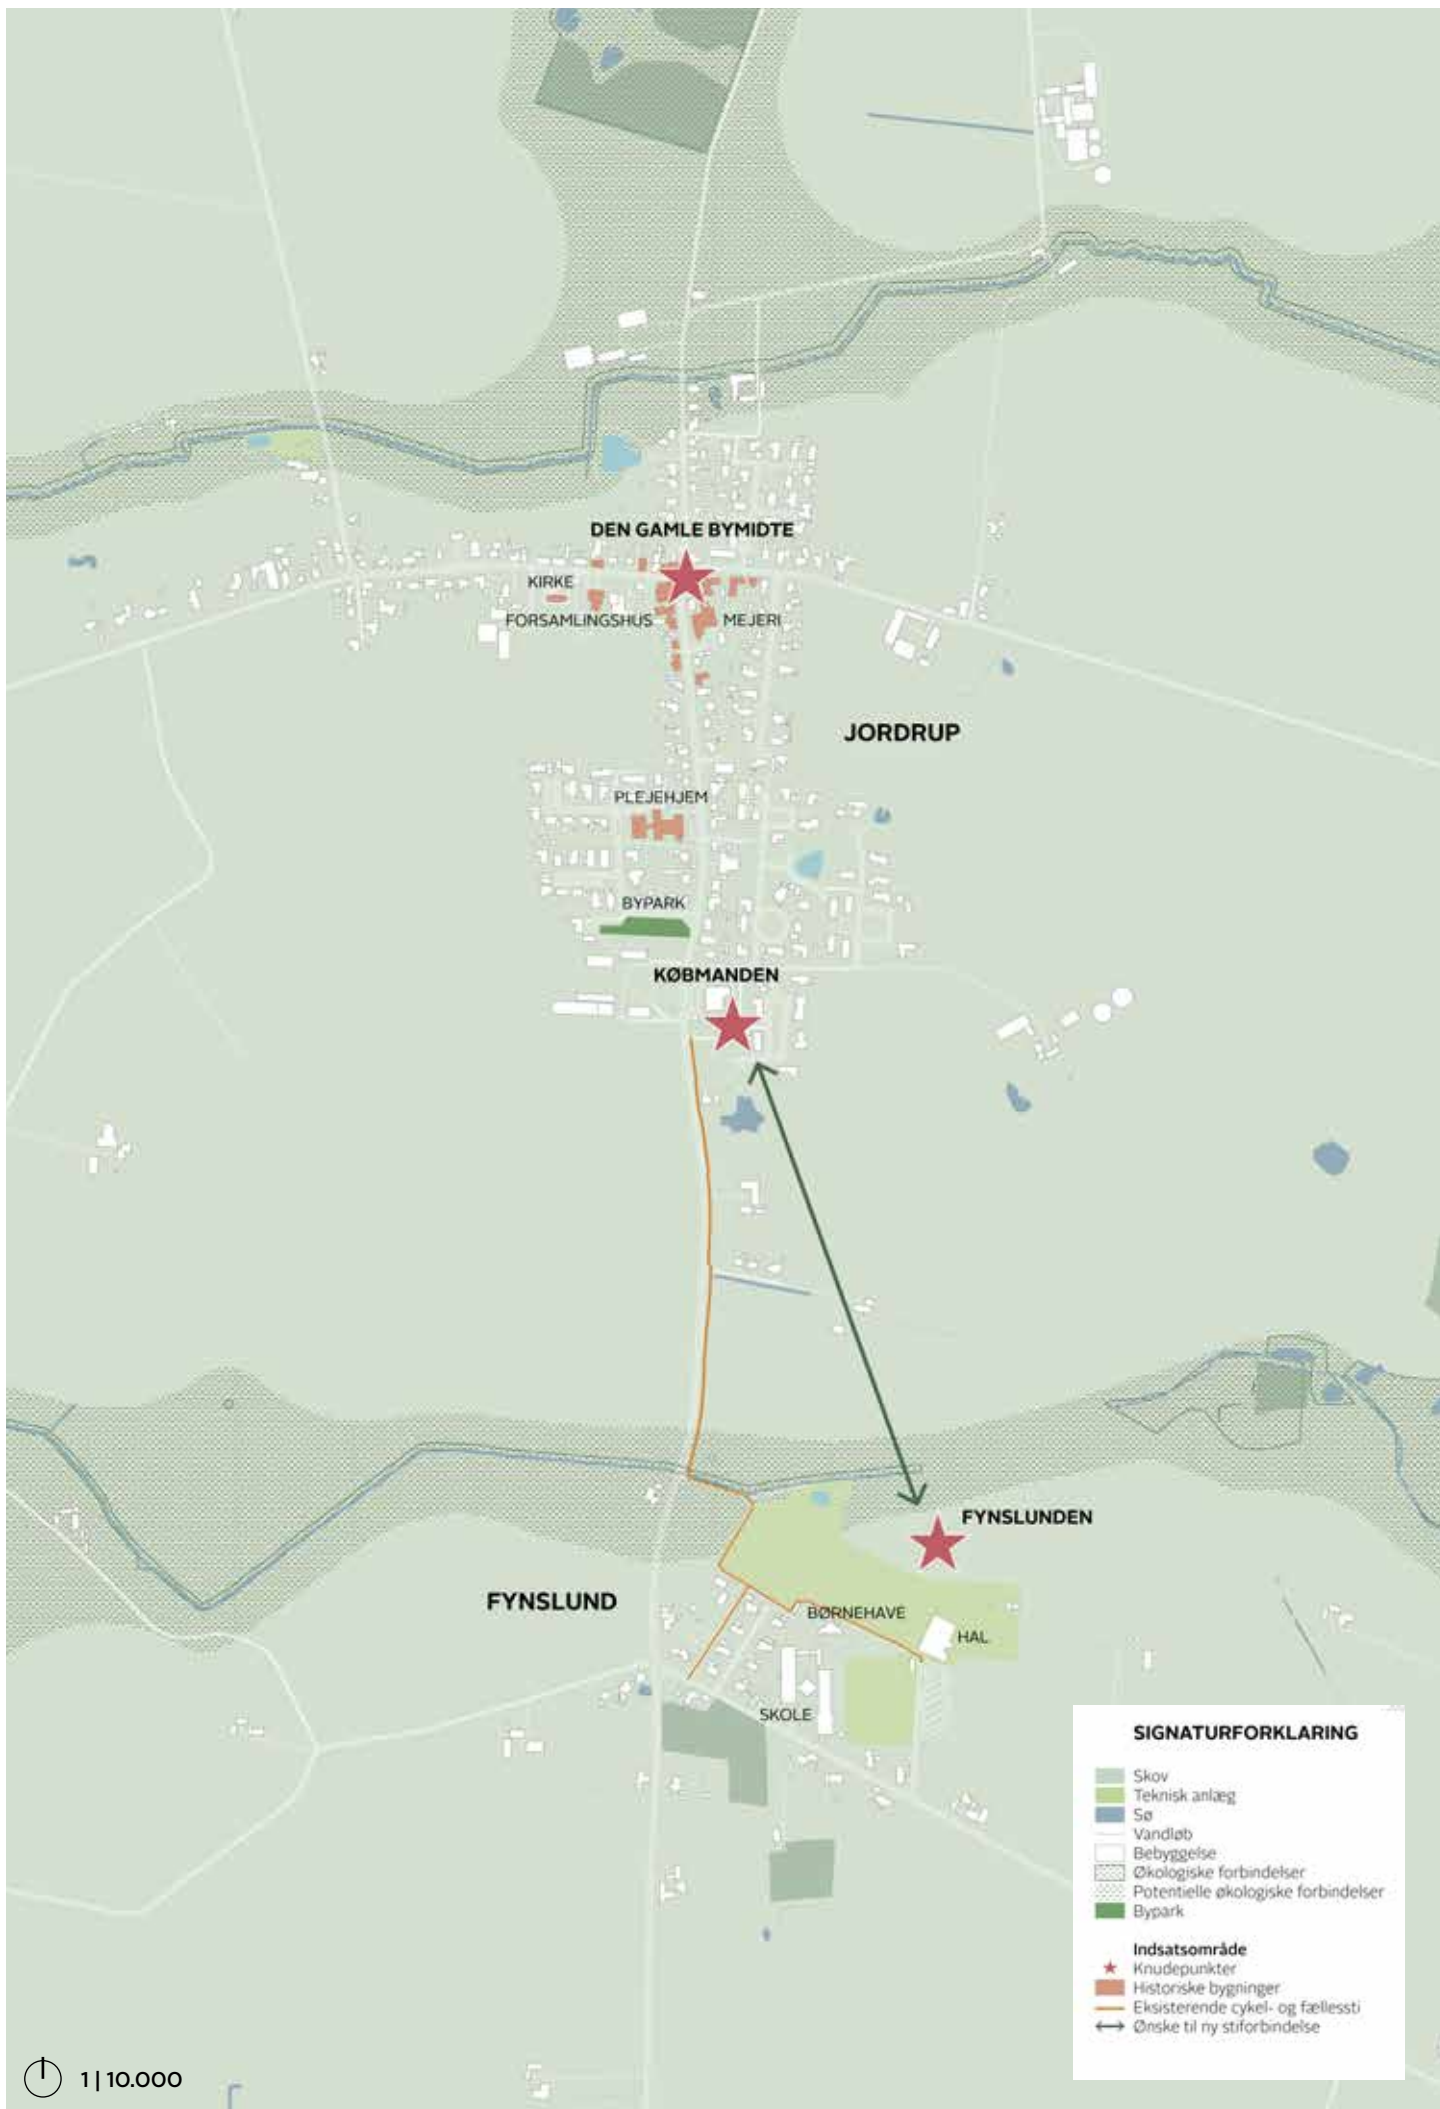 DEN GAMLE BYMIDTE
KIRKE
FORSAMLINGSHUS
MEJERI
JORDRUP
PLEJEHJEM
BYPARK
KØBMANDEN
FYNSLUNDEN
FYNSLUND
BØRNEHAVE
HAL
SKOLE
SIGNATURFORKLARING
Skov
Teknisk anlæg
Sø
Vandløb
Bebyggelse
Økologiske forbindelser
Potentielle økologiske forbindelser
Bypark
Indsatsområde
Knudepunkter
Historiske bygninger
Eksisterende cykel- og fællessti
Ønske til ny stiforbindelse
1 | 10.000